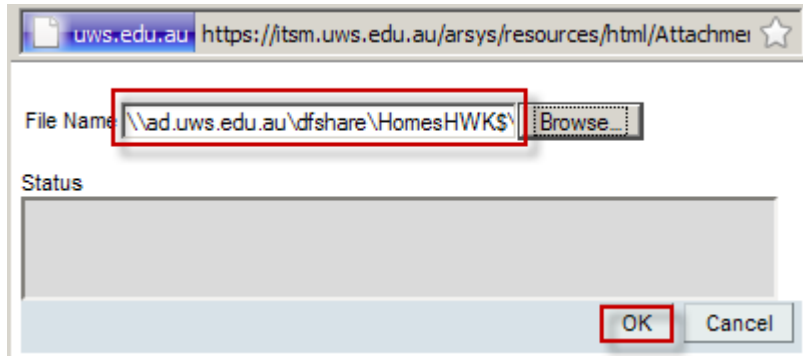 uws.edu.au https://itsm.uws.edu.au/arsys/resources/html/Attachmen
File Name \\ad.uws.edu.au\dfshare\HomesHWK$\ Browse...
Status
OK Cancel